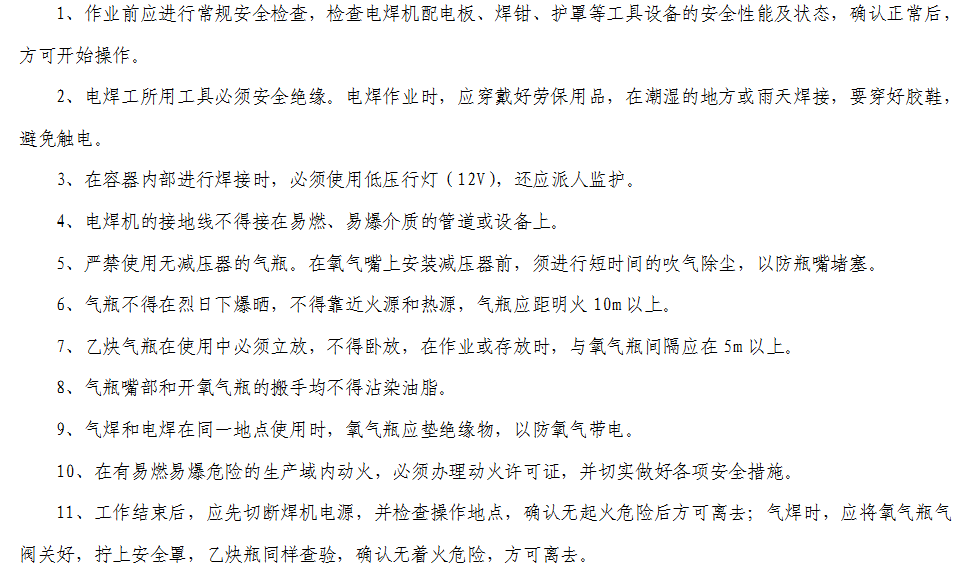 1、作业前应进行常规安全检查，检查电焊机配电板、焊钳、护罩等工具设备的安全性能及状态，确认正常后，
方可开始操作。
2、电焊工所用工具必须安全绝缘。电焊作业时，应穿戴好劳保用品，在潮湿的地方或雨天焊接，要穿好胶鞋，
避免触电。
3、在容器内部进行焊接时，必须使用低压行灯（12V），还应派人监护。
4、电焊机的接地线不得接在易燃、易爆介质的管道或设备上。
5、严禁使用无减压器的气瓶。在氧气嘴上安装减压器前，须进行短时间的吹气除尘，以防瓶嘴堵塞。
6、气瓶不得在烈日下爆晒，不得靠近火源和热源，气瓶应距明火 10m 以上。
7、乙炔气瓶在使用中必须立放，不得卧放，在作业或存放时，与氧气瓶间隔应在 5m 以上。
8、气瓶嘴部和开氧气瓶的搬手均不得沾染油脂。
9、气焊和电焊在同一地点使用时，氧气瓶应垫绝缘物，以防氧气带电。
10、在有易燃易爆危险的生产域内动火，必须办理动火许可证，并切实做好各项安全措施。
11、工作结束后，应先切断焊机电源，并检查操作地点，确认无起火危险后方可离去；气焊时，应将氧气瓶气
阀关好，拧上安全罩，乙炔瓶同样查验，确认无着火危险，方可离去。